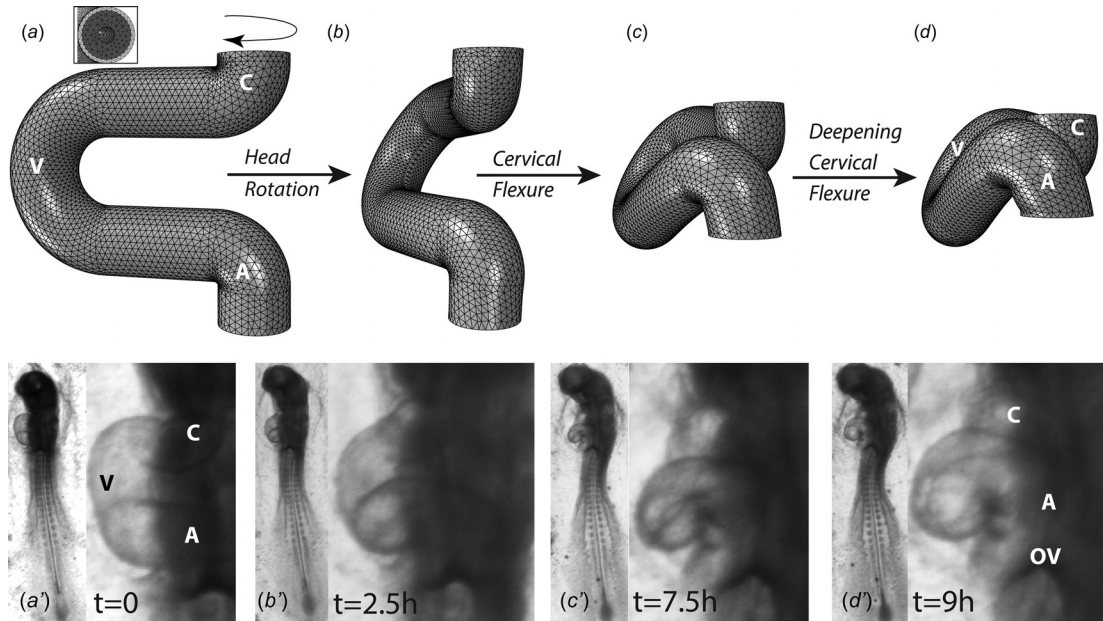 (a)
(b)
(c)
(d)
C
V
A
Head
Rotation
Cervical
Flexure
Deepening
Cervical
Flexure
C
V
A
C
V
A
(a')
t=0
(b')
t=2.5h
(c')
t=7.5h
C
A
OV
(d')
t=9h